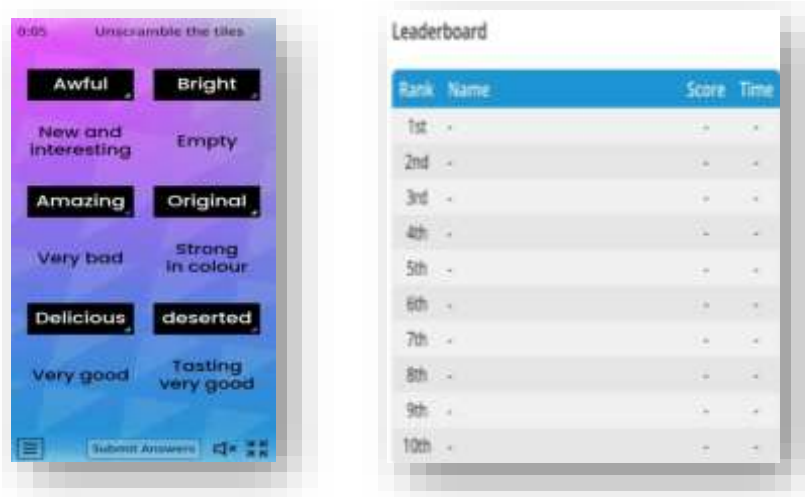 0:05 Unscramble the tiles
Awful Bright
New and
interesting
Empty
Amazing Original
Very bad
Strong
in colour
Delicious deserted
Very good
Tasting
very good
Submit Answers
Leaderboard
Rank Name Score Time
1st - - -
2nd - - -
3rd - - -
4th - - -
5th - - -
6th - - -
7th - - -
8th - - -
9th - - -
10th - - -